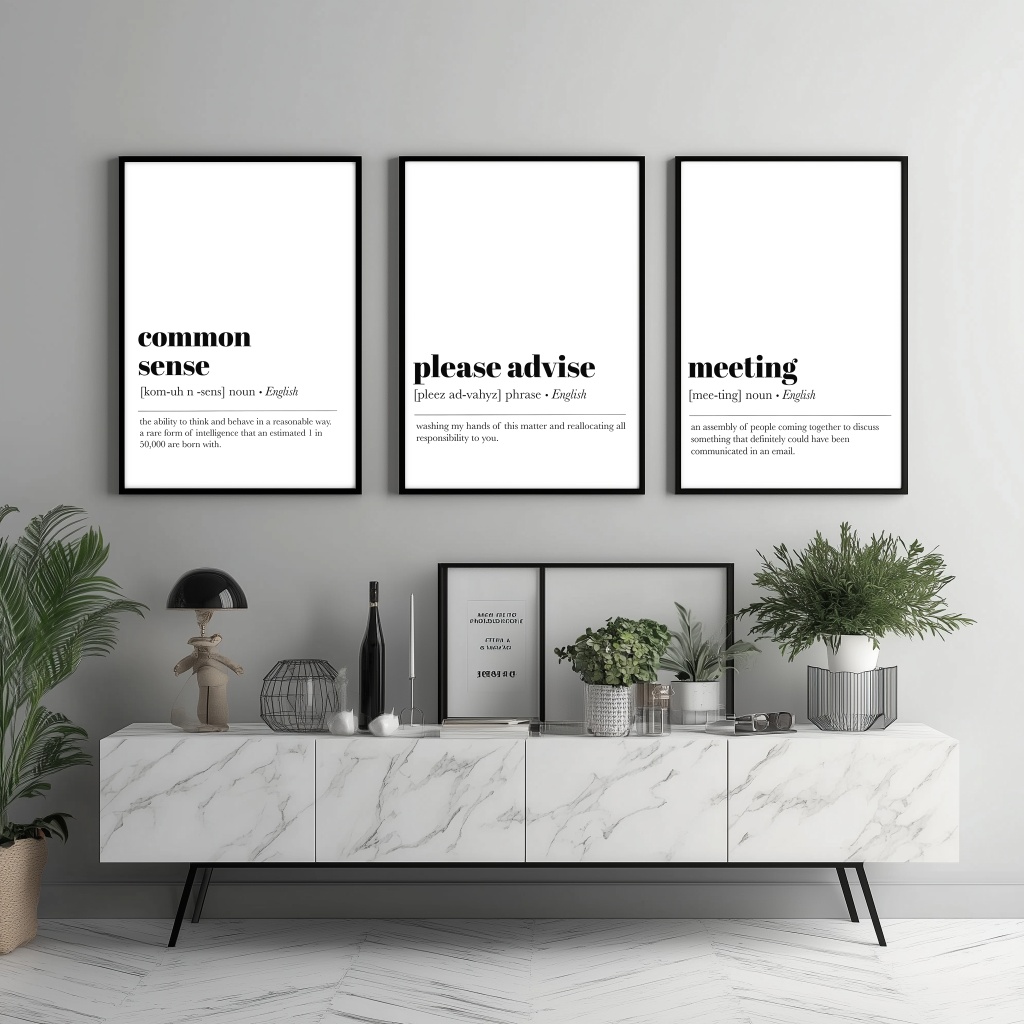 common
sense
[kom-uh n -sens] noun • English
the ability to think and behave in a reasonable way.
a rare form of intelligence that an estimated 1 in
50,000 are born with.
please advise
[pleez ad-vahyz] phrase • English
washing my hands of this matter and reallocating all
responsibility to you.
meeting
[mee-ting] noun • English
an assembly of people coming together to discuss
something that definitely could have been
communicated in an email.